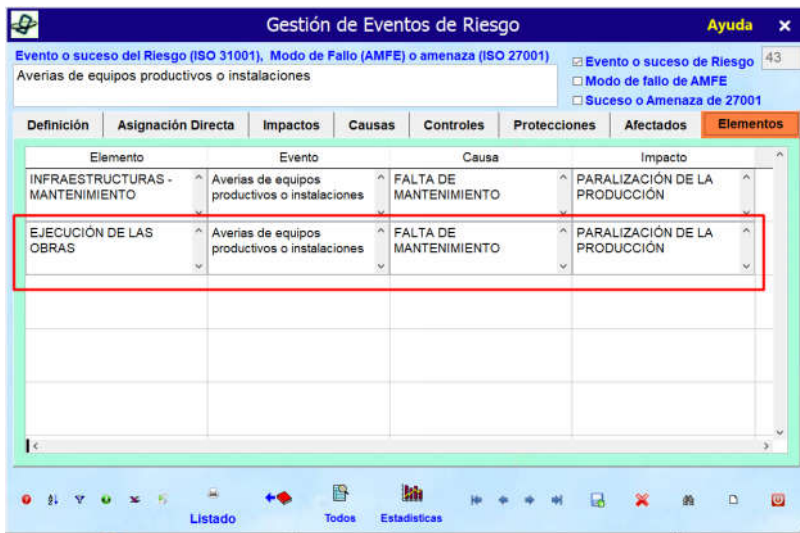 Gestión de Eventos de Riesgo
Ayuda
Evento o suceso del Riesgo (ISO 31001), Modo de Fallo (AMFE) o amenaza (ISO 27001)
Averias de equipos productivos o instalaciones
Evento o suceso de Riesgo
43
Modo de fallo de AMFE
Suceso o Amenaza de 27001
Definición Asignación Directa Impactos Causas Controles Protecciones Afectados Elementos
Elemento Evento Causa Impacto
INFRAESTRUCTURAS - Averias de equipos FALTA DE PARALIZACIÓN DE LA
MANTENIMIENTO productivos o instalaciones MANTENIMIENTO PRODUCCIÓN
EJECUCIÓN DE LAS Averias de equipos FALTA DE PARALIZACIÓN DE LA
OBRAS productivos o instalaciones MANTENIMIENTO PRODUCCIÓN
Listado Todos Estadisticas